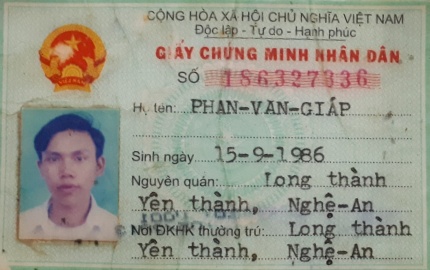 CỘNG HÒA XÃ HỘI CHỦ NGHĨA VIỆT NAM
Độc lập - Tự do - Hạnh phúc
GIẤY CHỨNG MINH NHÂN DÂN
SỐ 186327336
Họ tên: PHAN-VAN-GIÁP
Sinh ngày 15-9-1986
Nguyên quán: Long thành
Yên thành, Nghệ-An
Nơi ĐKHK thường trú: Long thành
Yên thành, Nghệ-An